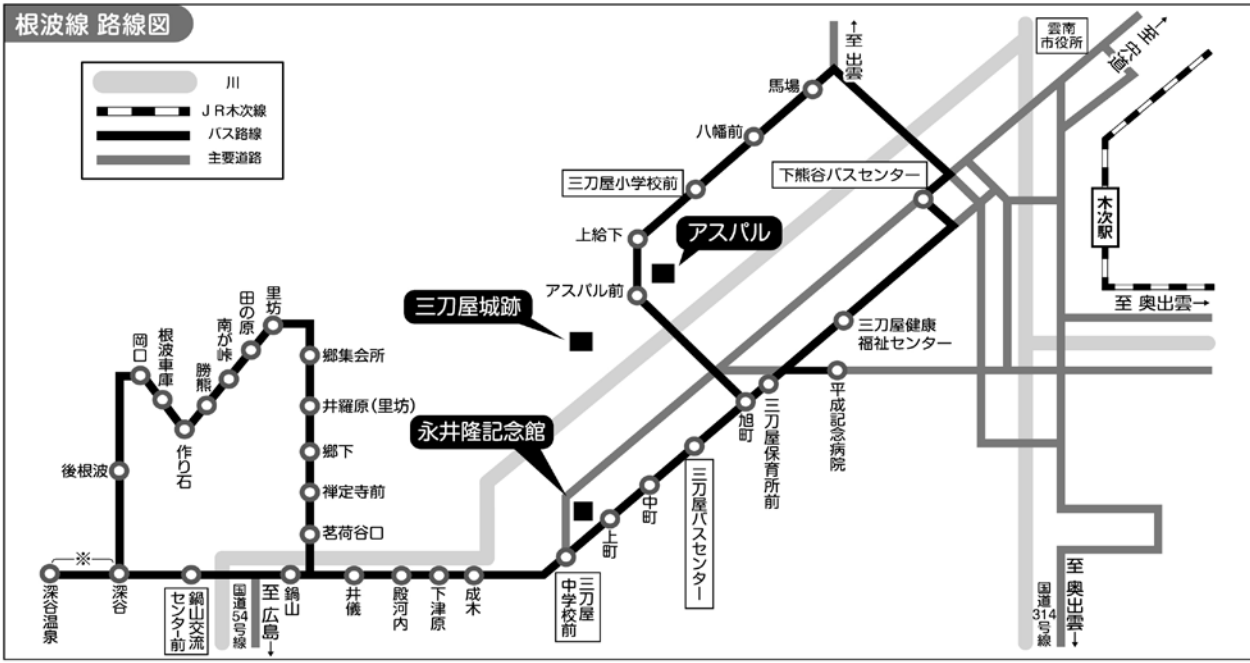 根波線 路線図
川
JR木次線
バス路線
主要道路
至 出雲
雲南
市役所
至 宍道
馬場
八幡前
三刀屋小学校前
下熊谷バスセンター
上給下
アスパル
アスパル前
木次駅
至 奥出雲
三刀屋城跡
三刀屋健康
福祉センター
里坊
田の原
南が峠
勝熊
作り石
根波車庫
岡口
郷集会所
井羅原(里坊)
郷下
禅定寺前
茗荷谷口
後根波
永井隆記念館
旭町
三刀屋保育所前
平成記念病院
三刀屋バスセンター
中町
上町
三刀屋
中学校前
※
深谷温泉
深谷
鍋山交流
センター前
国道54号線
至 広島
鍋山
井儀
殿河内
下津原
成木
国道
314号線
至 奥出雲